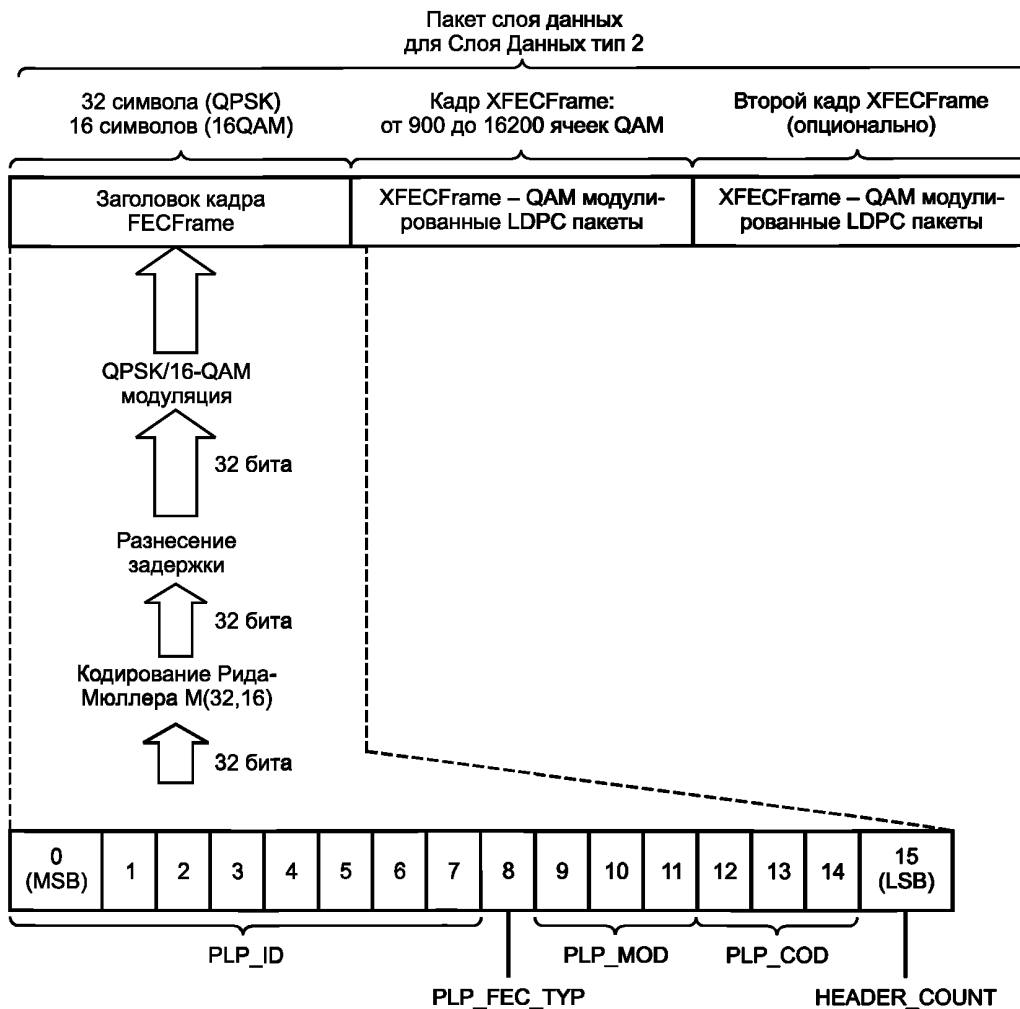 Пакет слоя данных
для Слоя Данных тип 2
32 символа (QPSK)
16 символов (16QAM)
Кадр XFECFrame:
от 900 до 16200 ячеек QAM
Второй кадр XFECFrame
(опционально)
Заголовок кадра
FECFrame
XFECFrame – QAM модули-
рованные LDPC пакеты
XFECFrame – QAM модули-
рованные LDPC пакеты
QPSK/16-QAM
модуляция
32 бита
Разнесение
задержки
32 бита
Кодирование Рида-
Мюллера M(32,16)
32 бита
0
(MSB)
1
2
3
4
5
6
7
8
9
10
11
12
13
14
15
(LSB)
PLP_ID
PLP_MOD
PLP_COD
PLP_FEC_TYP
HEADER_COUNT